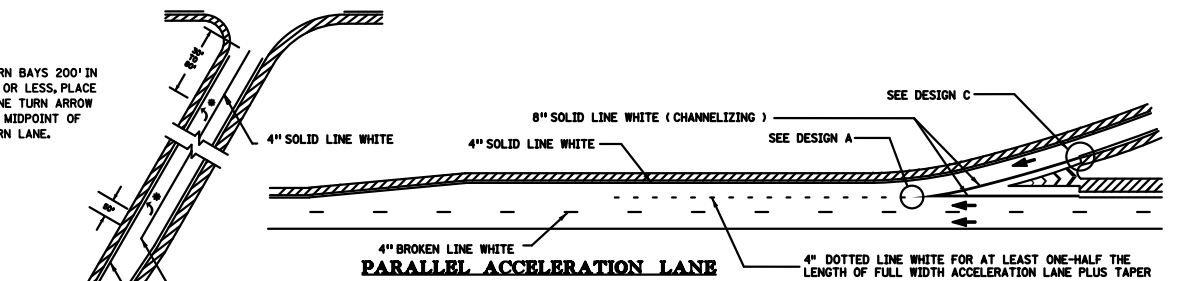 RN BAYS 200' IN
OR LESS, PLACE
NE TURN ARROW
MIDPOINT OF
RN LANE.
4" SOLID LINE WHITE
50'
8" SOLID LINE WHITE ( CHANNELIZING )
4" SOLID LINE WHITE
SEE DESIGN C
SEE DESIGN A
4" BROKEN LINE WHITE
PARALLEL ACCELERATION LANE
4" DOTTED LINE WHITE FOR AT LEAST ONE-HALF THE
LENGTH OF FULL WIDTH ACCELERATION LANE PLUS TAPER